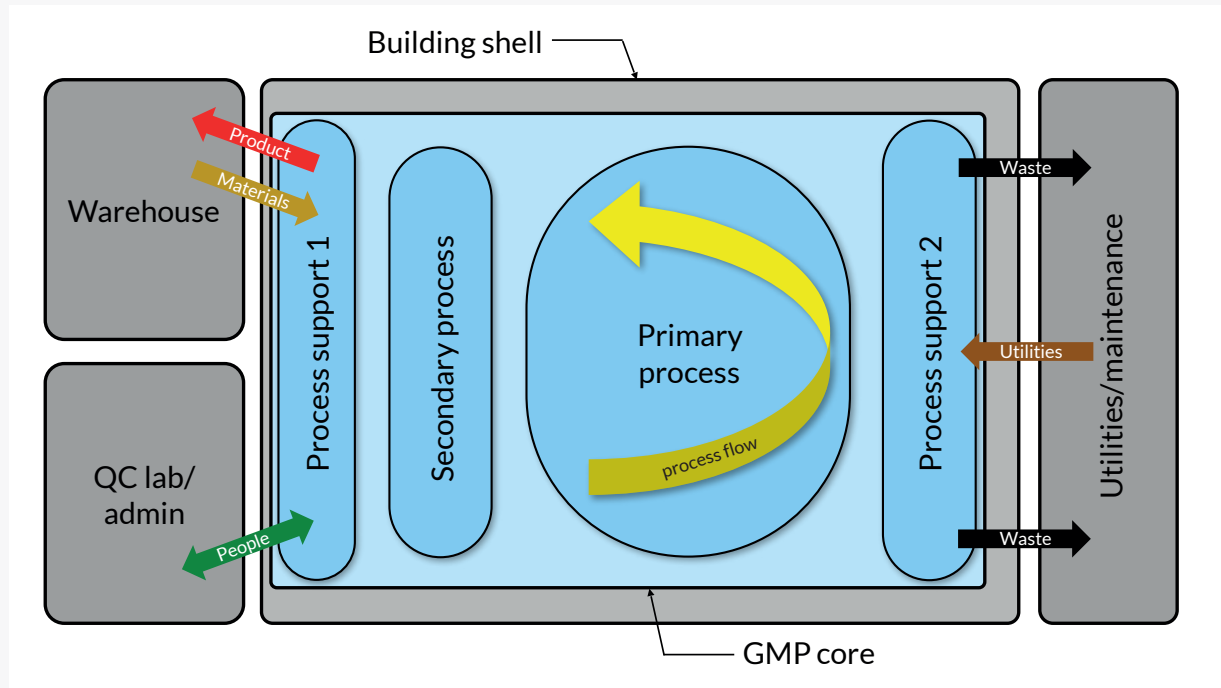 Building shell
Product
Materials
Warehouse
Process support 1
Secondary process
Primary
process
process flow
Process support 2
Waste
Utilities
Waste
Utilities/maintenance
QC lab/
admin
People
GMP core